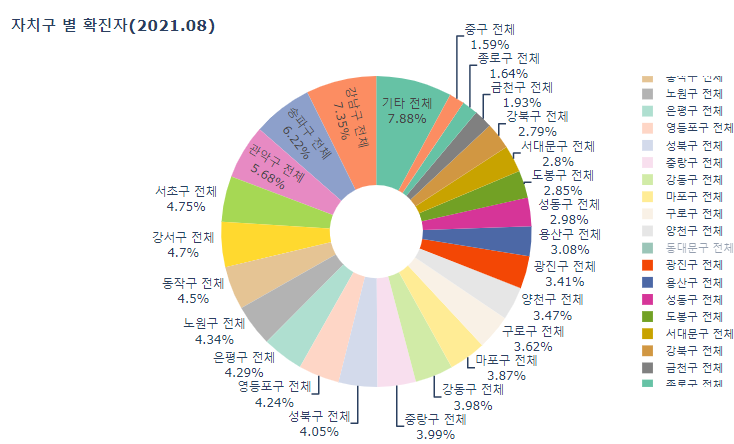 자치구 별 확진자(2021.08)
중구 전체
1.59%
종로구 전체
1.64%
금천구 전체
1.93%
강북구 전체
2.79%
서대문구 전체
2.8%
도봉구 전체
2.85%
성동구 전체
2.98%
용산구 전체
3.08%
광진구 전체
3.41%
양천구 전체
3.47%
구로구 전체
3.62%
마포구 전체
3.87%
강동구 전체
3.98%
중랑구 전체
3.99%
성북구 전체
4.05%
영등포구 전체
4.24%
은평구 전체
4.29%
노원구 전체
4.34%
동작구 전체
4.5%
강서구 전체
4.7%
서초구 전체
4.75%
관악구 전체
5.68%
송파구 전체
6.22%
강남구 전체
7.35%
기타 전체
7.88%
동작구 전체
노원구 전체
은평구 전체
영등포구 전체
성북구 전체
중랑구 전체
강동구 전체
마포구 전체
구로구 전체
양천구 전체
동대문구 전체
광진구 전체
용산구 전체
성동구 전체
도봉구 전체
서대문구 전체
강북구 전체
금천구 전체
종로구 전체